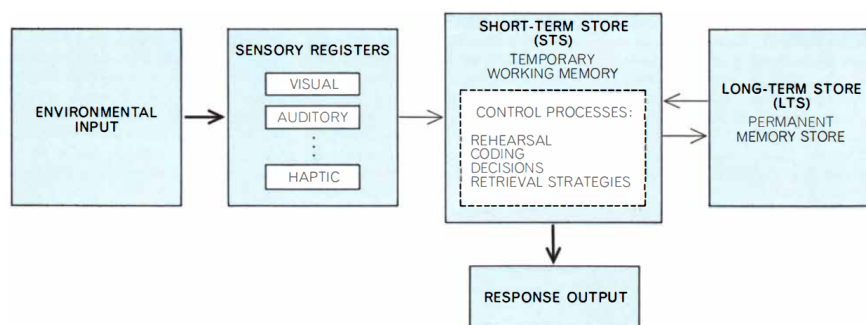 ENVIRONMENTAL
INPUT
SENSORY REGISTERS
VISUAL
AUDITORY
HAPTIC
SHORT-TERM STORE
(STS)
TEMPORARY
WORKING MEMORY
CONTROL PROCESSES:
REHEARSAL
CODING
DECISIONS
RETRIEVAL STRATEGIES
LONG-TERM STORE
(LTS)
PERMANENT
MEMORY STORE
RESPONSE OUTPUT